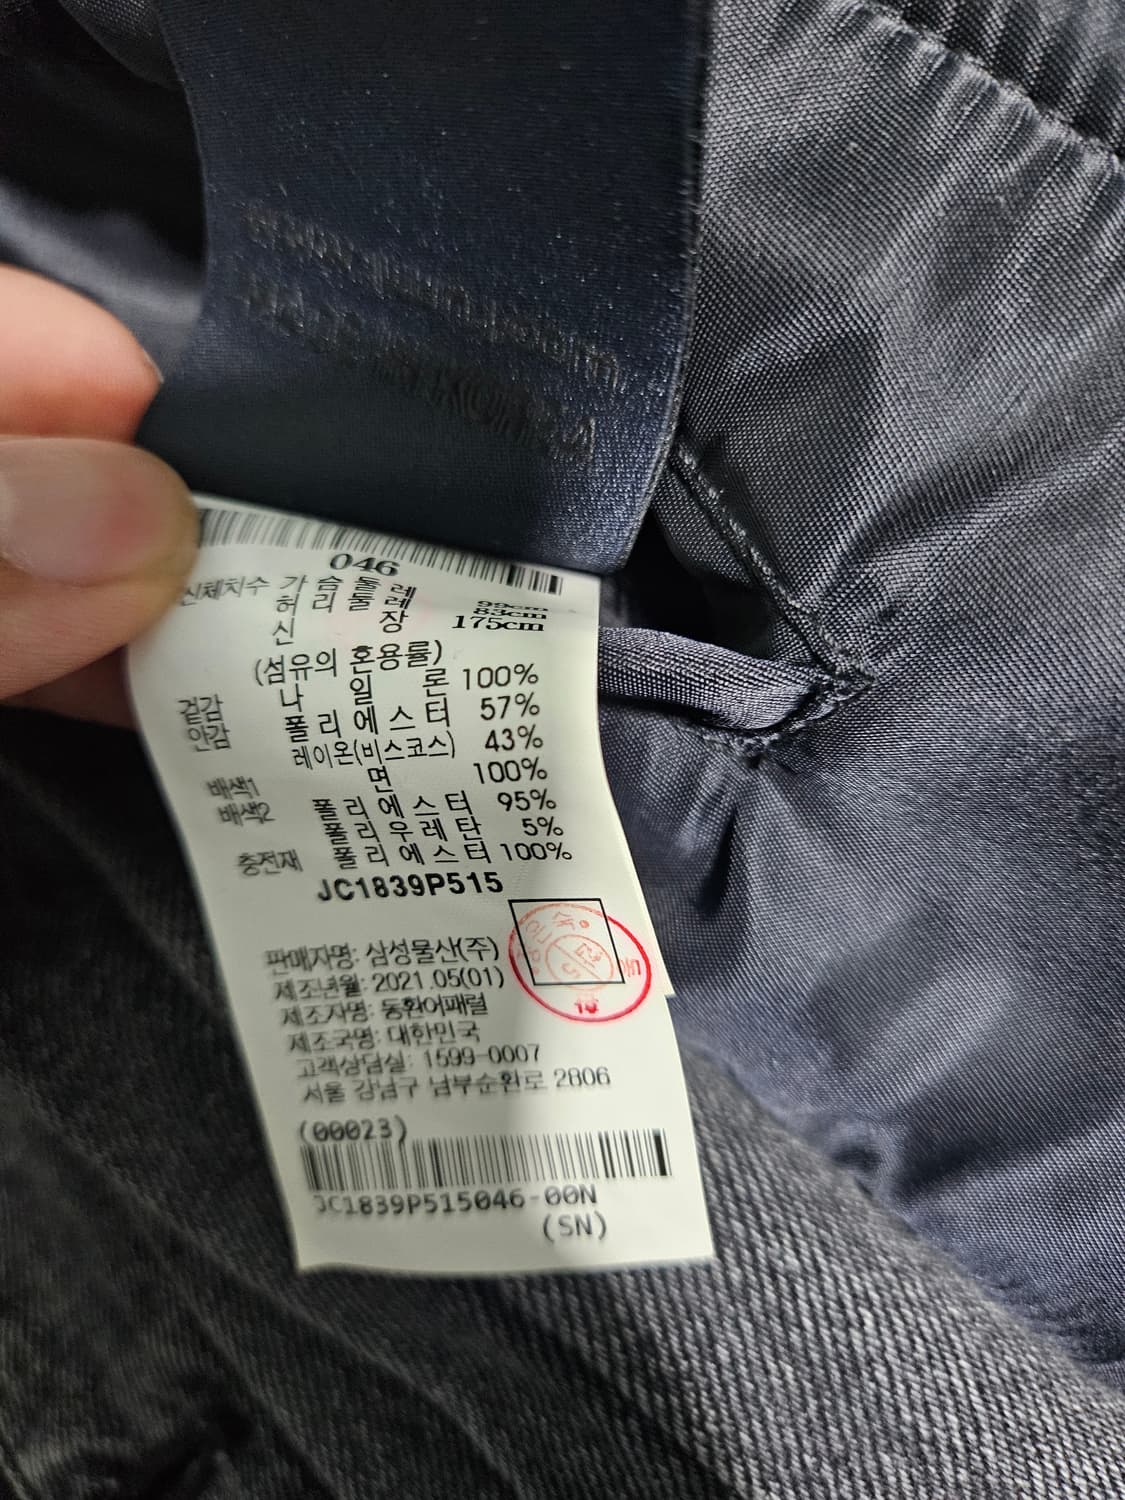 046
신체치수 가슴둘레 99cm
허리둘레 83cm
신장 175cm
(섬유의 혼용률)
겉감 나일론 100%
안감 폴리에스터 57%
레이온(비스코스) 43%
배색1 면 100%
배색2 폴리에스터 95%
폴리우레탄 5%
충전재 폴리에스터 100%
JC1839P515
판매자명: 삼성물산(주)
제조년월: 2021.05(01)
제조자명: 동환어패럴
제조국명: 대한민국
고객상담실: 1599-0007
서울 강남구 남부순환로 2806
(00023)
JC1839P515046-00N
(SN)